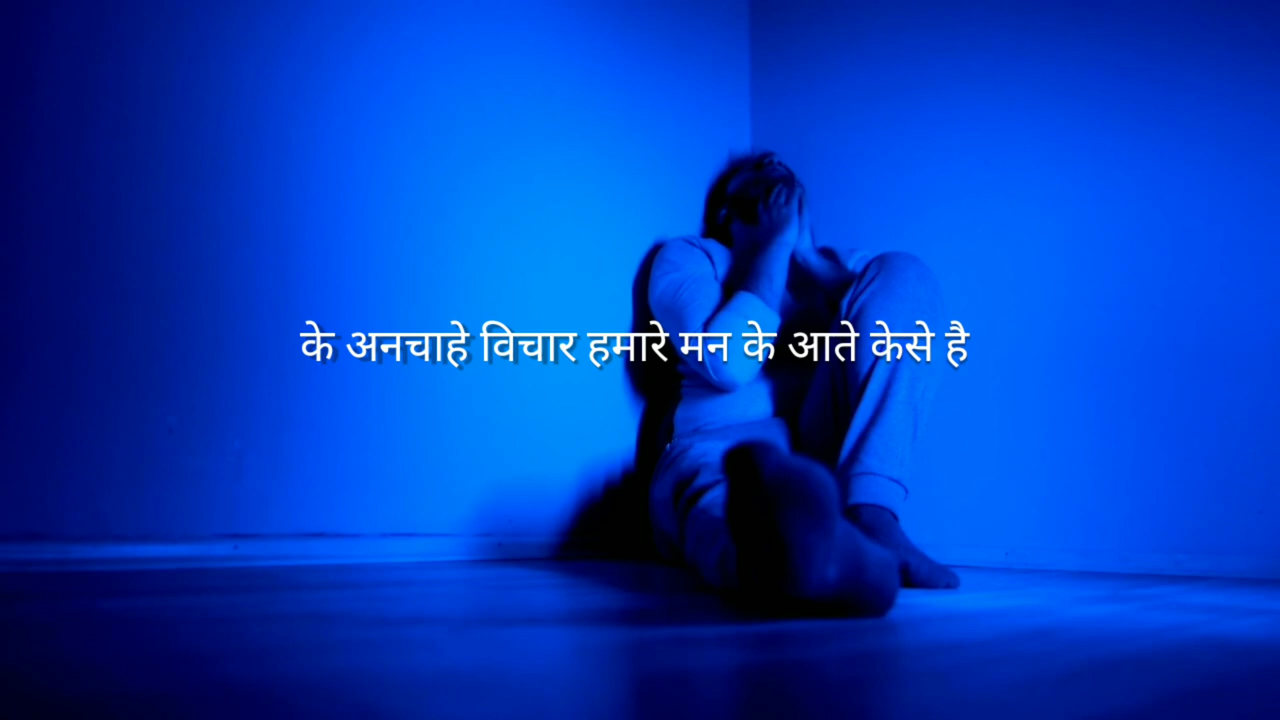 के अनचाहे विचार हमारे मन के आते केसे है